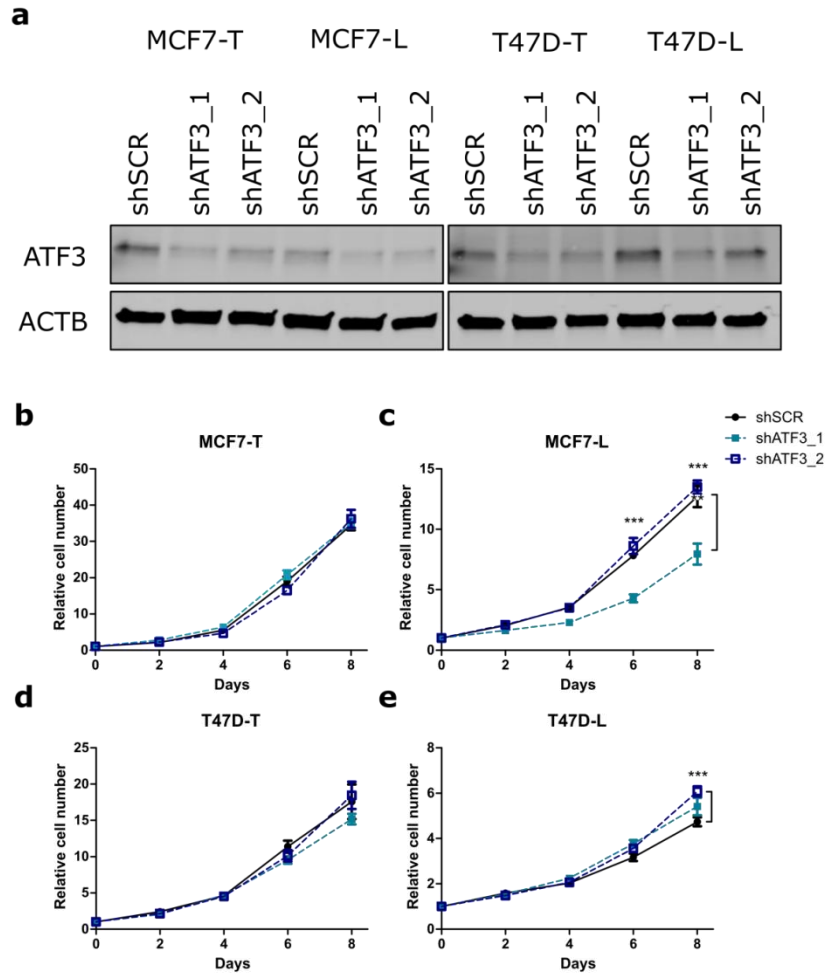 a
MCF7-T MCF7-L T47D-T T47D-L
shSCR shATF3_1 shATF3_2 shSCR shATF3_1 shATF3_2 shSCR shATF3_1 shATF3_2 shSCR shATF3_1 shATF3_2
ATF3
ACTB
b
MCF7-T
Relative cell number
50
40
30
20
10
0
0 2 4 6 8
Days
c
MCF7-L
Relative cell number
15
10
5
0
***
***
**
0 2 4 6 8
Days
shSCR
shATF3_1
shATF3_2
d
T47D-T
Relative cell number
25
20
15
10
5
0
0 2 4 6 8
Days
e
T47D-L
Relative cell number
8
6
4
2
0
***
0 2 4 6 8
Days